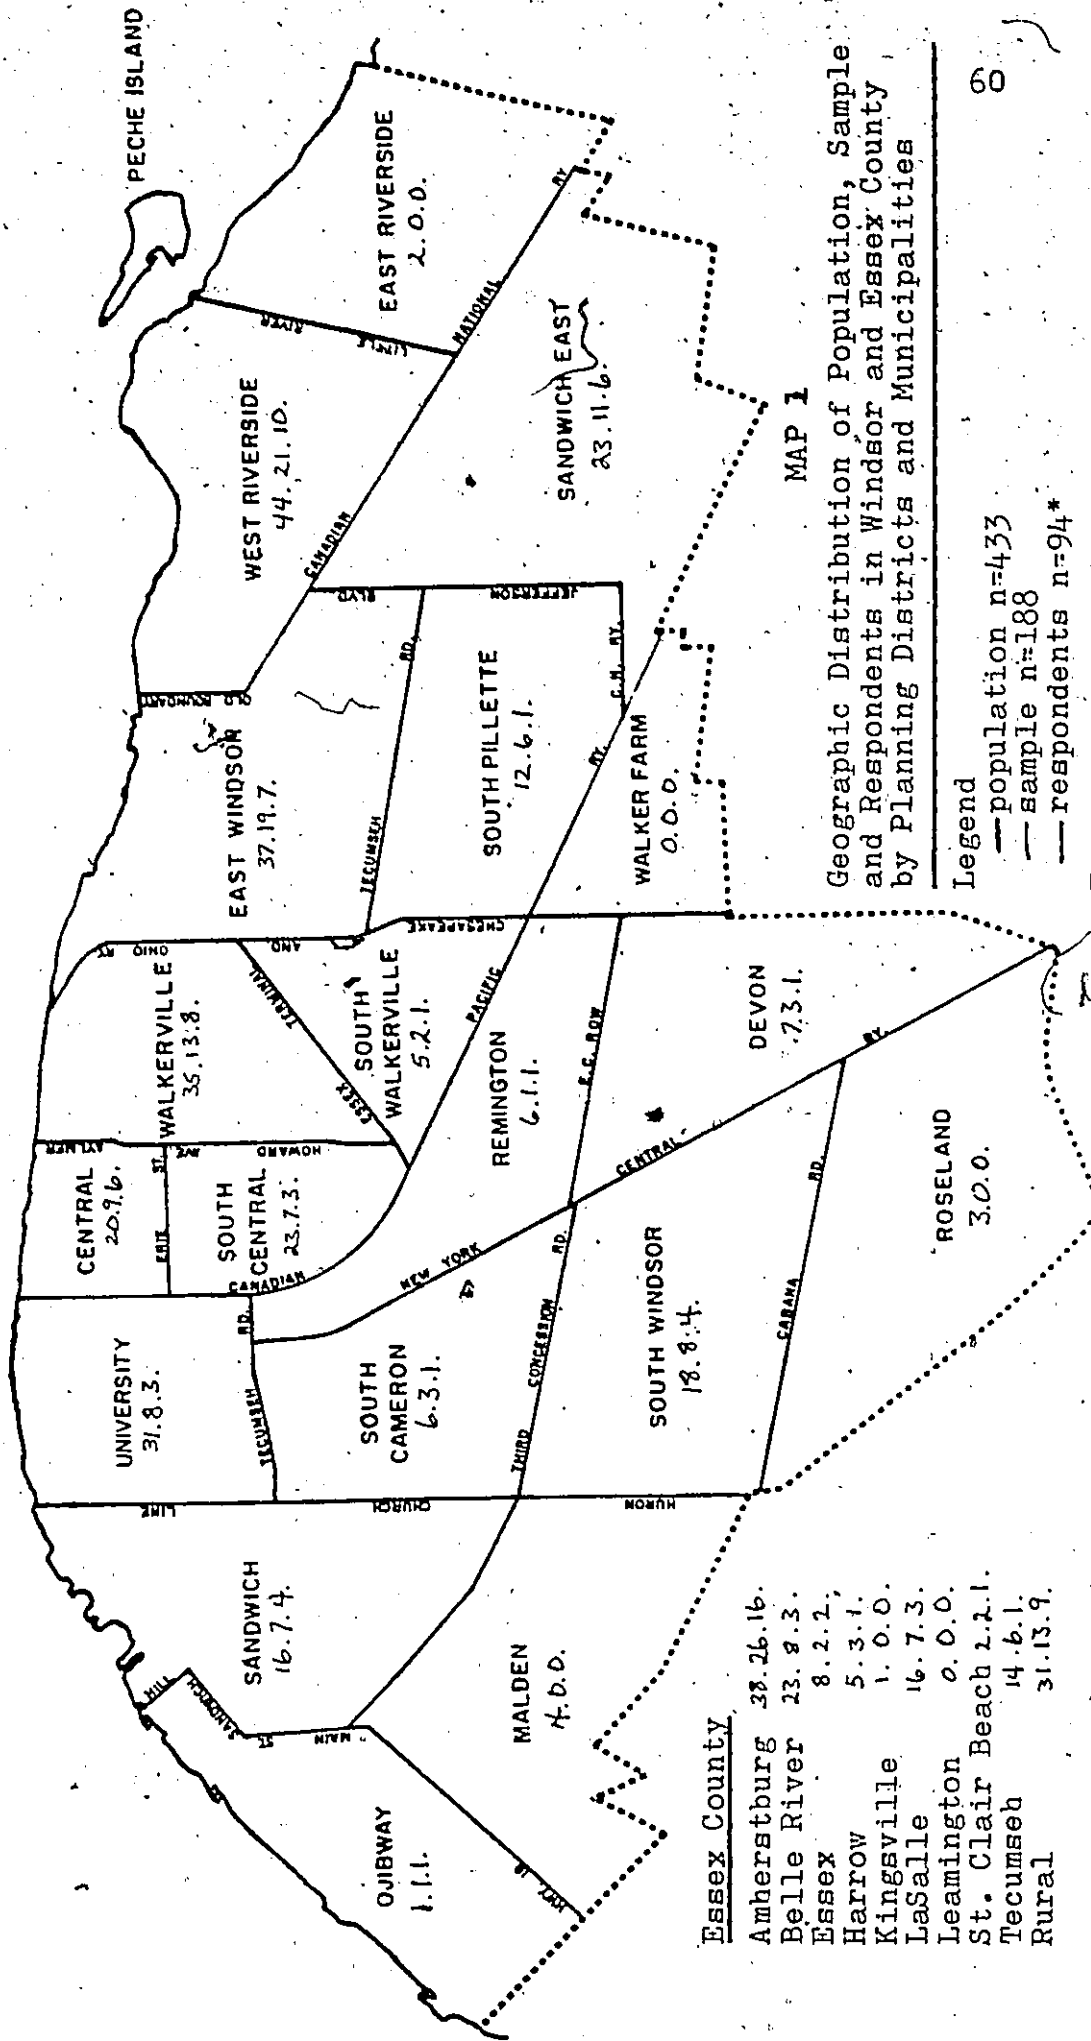 PECHE ISLAND
EAST RIVERSIDE
2.0.0.
LITTLE RIVER
WEST RIVERSIDE
44.21.10.
CANADIAN NATIONAL RY.
SANDWICH EAST
23.11.6.
OLD BOUNDARY
EAST WINDSOR
37.19.7.
JEFFERSON BLVD
TECUMSEH RD.
SOUTH PILLETTE
12.6.1.
C.N. RY.
WALKER FARM
0.0.0.
CHESAPEAKE AND OHIO RY.
WALKERVILLE
35.13.8.
ESSEX TERMINAL
SOUTH
WALKERVILLE
5.2.1.
CANADIAN PACIFIC RY.
REMINGTON
6.1.1.
E.C. ROW
DEVON
7.3.1.
AYLMER
HOWARD AVE
CENTRAL
20.9.6.
ERIE ST.
SOUTH
CENTRAL
23.7.3.
NEW YORK CENTRAL RY.
UNIVERSITY
31.8.3.
TECUMSEH RD.
SOUTH
CAMERON
6.3.1.
THIRD CONCESSION RD.
SOUTH WINDSOR
18.8.4.
CABANA RD.
ROSELAND
3.0.0.
HURON CHURCH LINE
SANDWICH
16.7.4.
HILL
SANDWICH ST.
MAIN
MALDEN
4.0.0.
OJIBWAY
1.1.1.
HWY. 18
Essex County
Amherstburg 38.26.16.
Belle River 23.8.3.
Essex 8.2.2.
Harrow 5.3.1.
Kingsville 1.0.0.
LaSalle 16.7.3.
Leamington 0.0.0.
St. Clair Beach 2.2.1.
Tecumseh 14.6.1.
Rural 31.13.9.
MAP 1
Geographic Distribution of Population, Sample
and Respondents in Windsor and Essex County
by Planning Districts and Municipalities
Legend
—population n=433
—sample n=188
—respondents n=94*
60